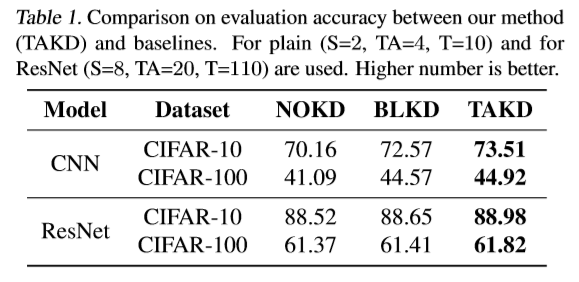 Table 1. Comparison on evaluation accuracy between our method
(TAKD) and baselines. For plain (S=2, TA=4, T=10) and for
ResNet (S=8, TA=20, T=110) are used. Higher number is better.
Model Dataset NOKD BLKD TAKD
CNN CIFAR-10 70.16 72.57 73.51
CIFAR-100 41.09 44.57 44.92
ResNet CIFAR-10 88.52 88.65 88.98
CIFAR-100 61.37 61.41 61.82